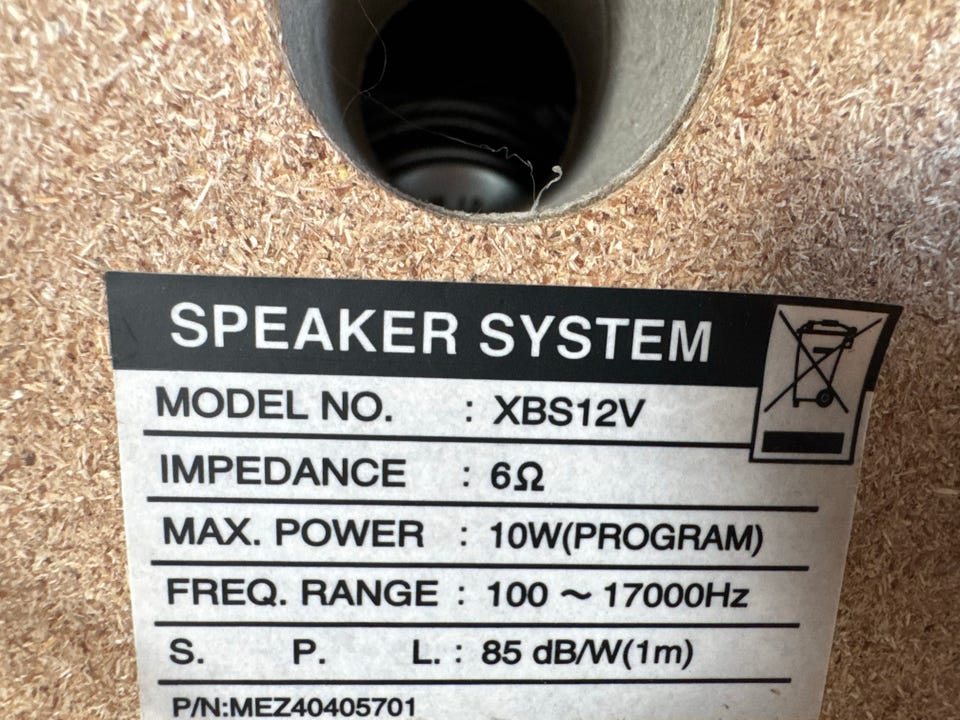 SPEAKER SYSTEM
MODEL NO. : XBS12V
IMPEDANCE : 6Ω
MAX. POWER : 10W(PROGRAM)
FREQ. RANGE : 100 ~ 17000Hz
S. P. L. : 85 dB/W(1m)
P/N:MEZ40405701